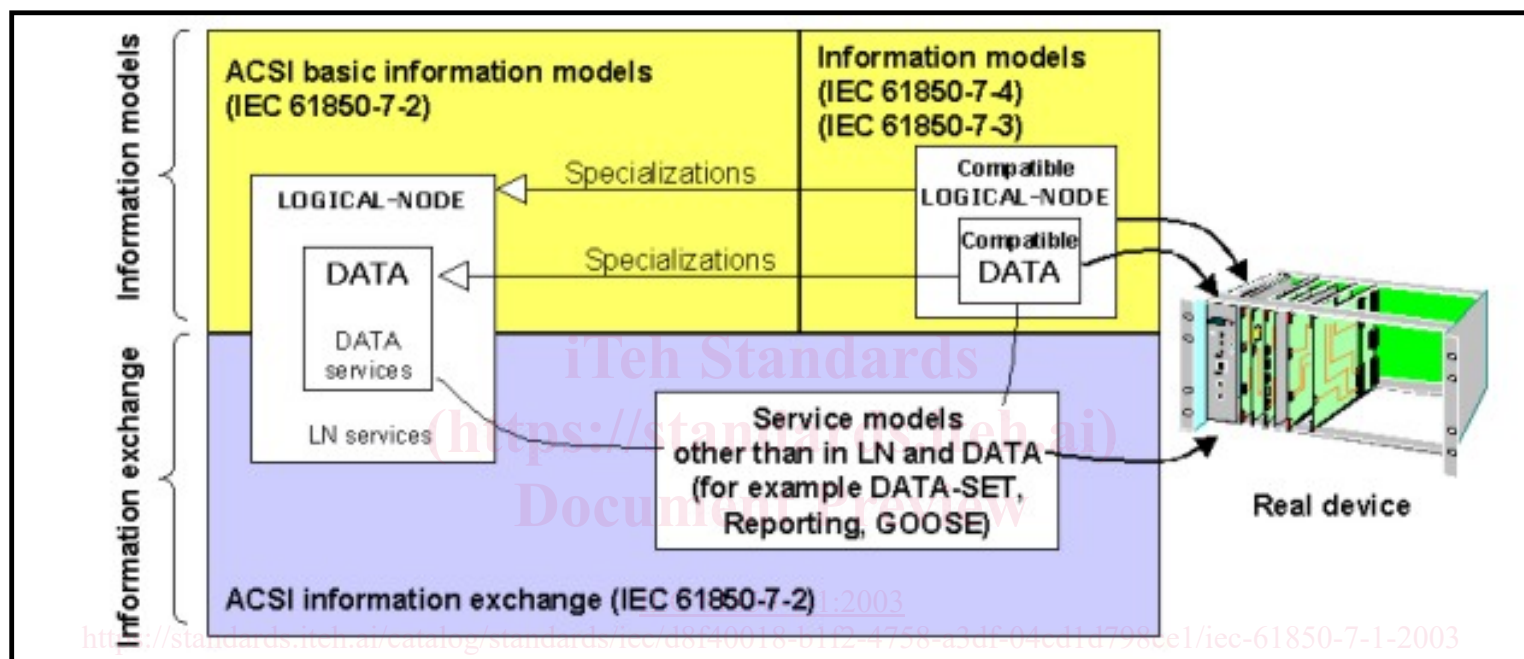 Information models
ACSI basic information models
(IEC 61850-7-2)
Information models
(IEC 61850-7-4)
(IEC 61850-7-3)
Specializations
Compatible
LOGICAL-NODE
LOGICAL-NODE
Compatible
DATA
Specializations
DATA
DATA
services
LN services
Information exchange
iTeh Standards
(https://standards.iteh.ai)
Document Preview
Service models
other than in LN and DATA
(for example DATA-SET,
Reporting, GOOSE)
Real device
ACSI information exchange (IEC 61850-7-2)
1:2003
https://standards.iteh.ai/catalog/standards/iec/d8f40018-b1f2-4758-a3df-04cd1d798ce1/iec-61850-7-1-2003